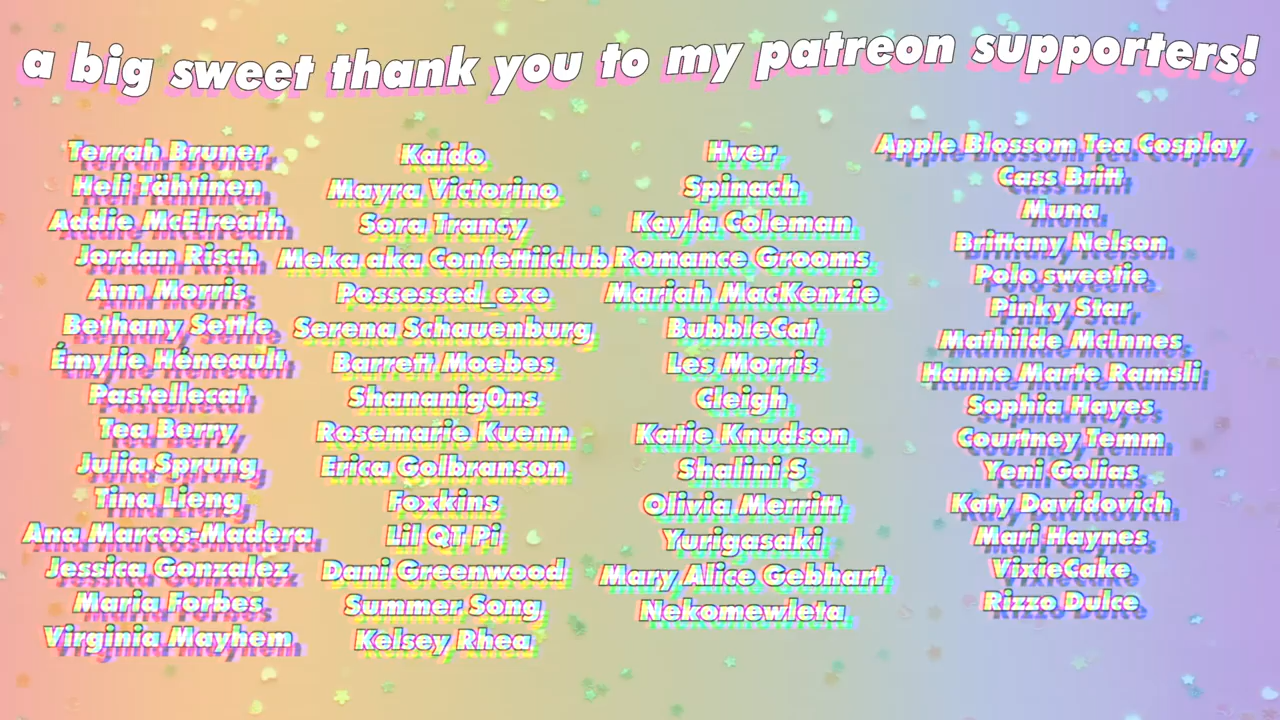 a big sweet thank you to my patreon supporters!
Terrah Bruner
Heli Tähtinen
Addie McElreath
Jordan Risch
Ann Morris
Bethany Settle
Émylie Héneault
Pastellecat
Tea Berry
Julia Sprung
Tina Lieng
Ana Marcos-Madera
Jessica Gonzalez
Maria Forbes
Virginia Mayhem
Kaido
Mayra Victorino
Sora Trancy
Meka aka Confettiiclub
Possessed_exe
Serena Schauenburg
Barrett Moebes
Shananig0ns
Rosemarie Kuenn
Erica Golbranson
Foxkins
Lil QT Pi
Dani Greenwood
Summer Song
Kelsey Rhea
Hver
Spinach
Kayla Coleman
Romance Grooms
Mariah MacKenzie
BubbleCat
Les Morris
Cleigh
Katie Knudson
Shalini S
Olivia Merritt
Yurigasaki
Mary Alice Gebhart
Nekomewleta
Apple Blossom Tea Cosplay
Cass Britt
Muna
Brittany Nelson
Polo sweetie
Pinky Star
Mathilde McInnes
Hanne Marte Ramsli
Sophia Hayes
Courtney Temm
Yeni Golias
Katy Davidovich
Mari Haynes
VixieCake
Rizzo Dulce